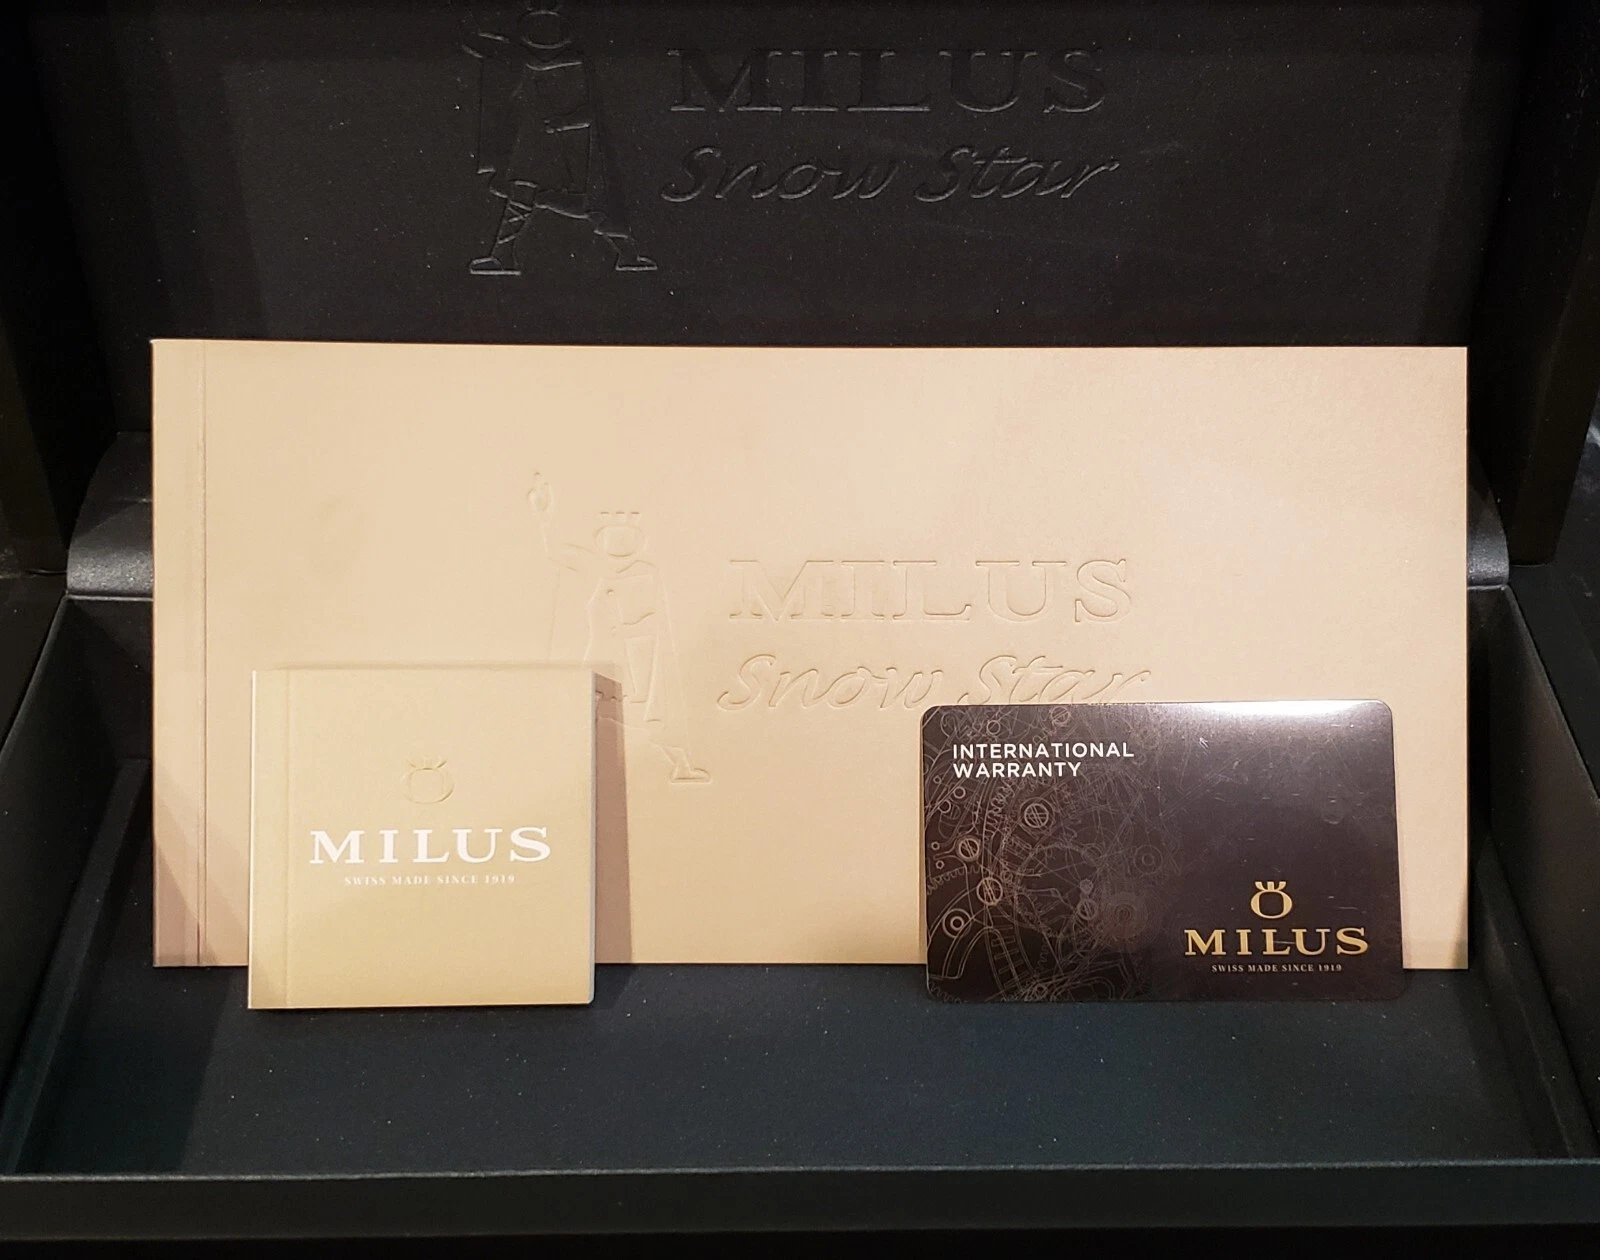 MILUS
Snow Star
MILUS
Snow Star
MILUS
SWISS MADE SINCE 1919
INTERNATIONAL
WARRANTY
MILUS
SWISS MADE SINCE 1919